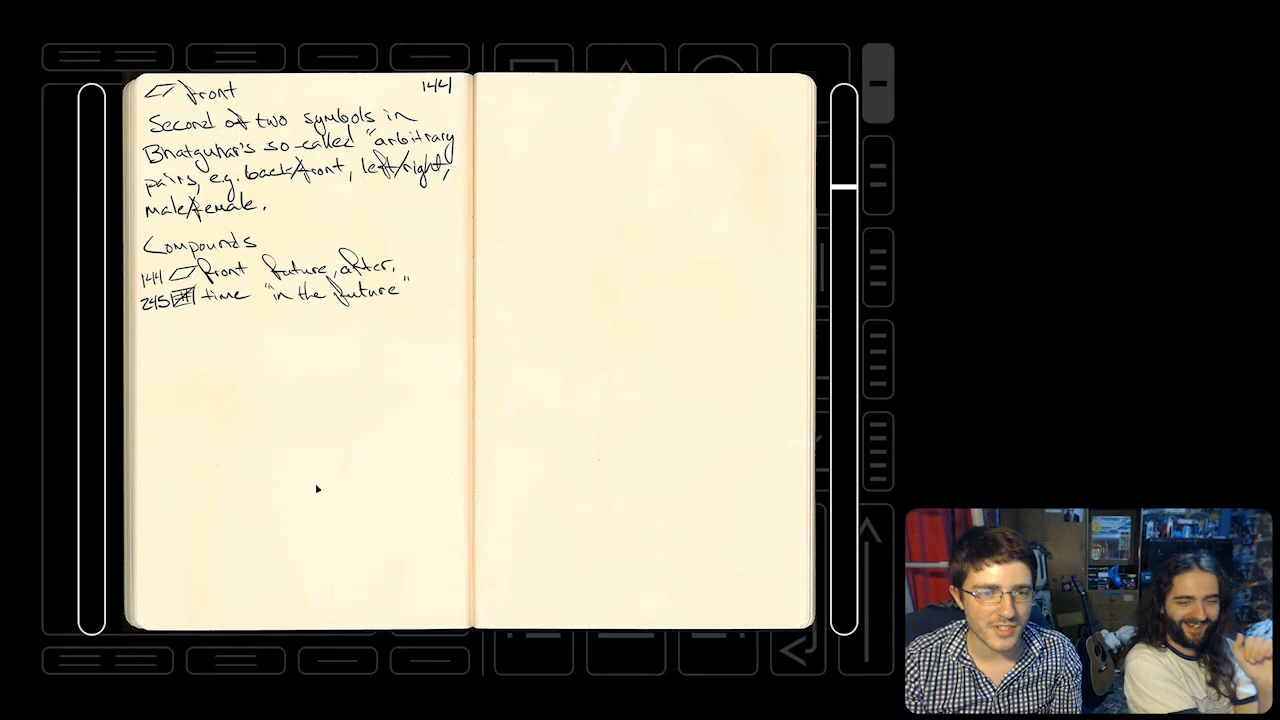 front 144
Second of two symbols in
Bnatguhar's so-called "arbitrary
pairs, e.g. back/front, left/right,
male/female.
Compounds
144 front future, after,
245 time "in the future"